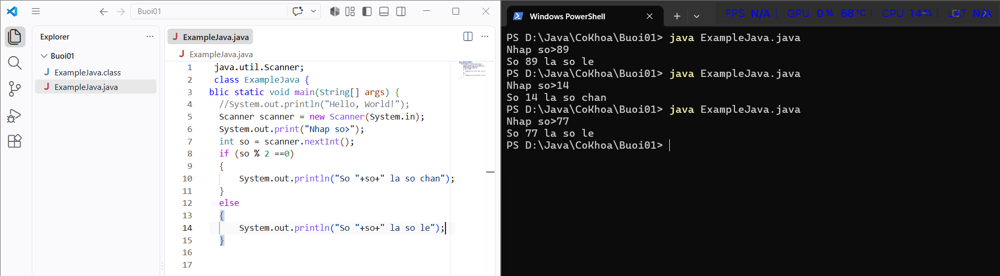 Buoi01
Explorer
Buoi01
ExampleJava.class
ExampleJava.java
ExampleJava.java
ExampleJava.java
1 java.util.Scanner;
2 class ExampleJava {
3 blic static void main(String[] args) {
4 //System.out.println("Hello, World!");
5 Scanner scanner = new Scanner(System.in);
6 System.out.print("Nhap so>");
7 int so = scanner.nextInt();
8 if (so % 2 ==0)
9 {
10 System.out.println("So "+so+" la so chan");
11 }
12 else
13 {
14 System.out.println("So "+so+" la so le");
15 }
16
17
Windows PowerShell
FPS N/A | GPU 0 % 68 °C | CPU 14 % | LAT N/A
PS D:\Java\CoKhoa\Buoi01> java ExampleJava.java
Nhap so>89
So 89 la so le
PS D:\Java\CoKhoa\Buoi01> java ExampleJava.java
Nhap so>14
So 14 la so chan
PS D:\Java\CoKhoa\Buoi01> java ExampleJava.java
Nhap so>77
So 77 la so le
PS D:\Java\CoKhoa\Buoi01>